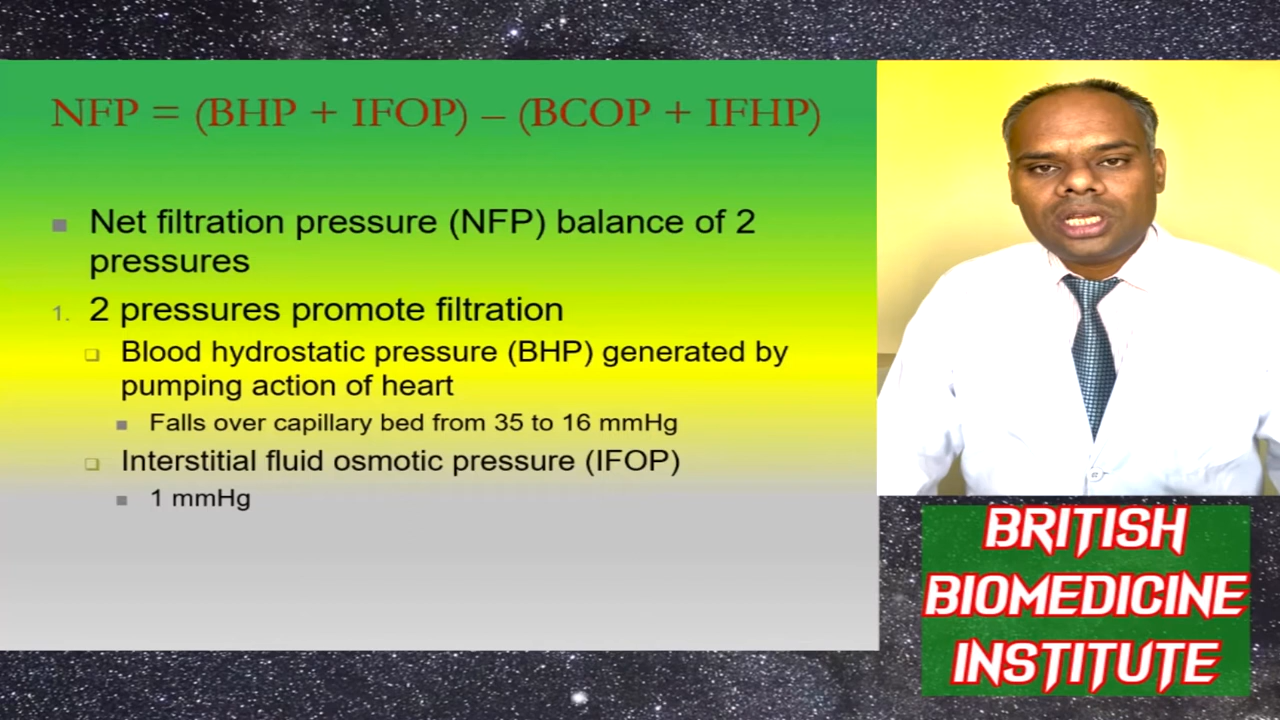 NFP = (BHP + IFOP) – (BCOP + IFHP)
■ Net filtration pressure (NFP) balance of 2
pressures
1. 2 pressures promote filtration
❑ Blood hydrostatic pressure (BHP) generated by
pumping action of heart
■ Falls over capillary bed from 35 to 16 mmHg
❑ Interstitial fluid osmotic pressure (IFOP)
■ 1 mmHg
BRITISH
BIOMEDICINE
INSTITUTE